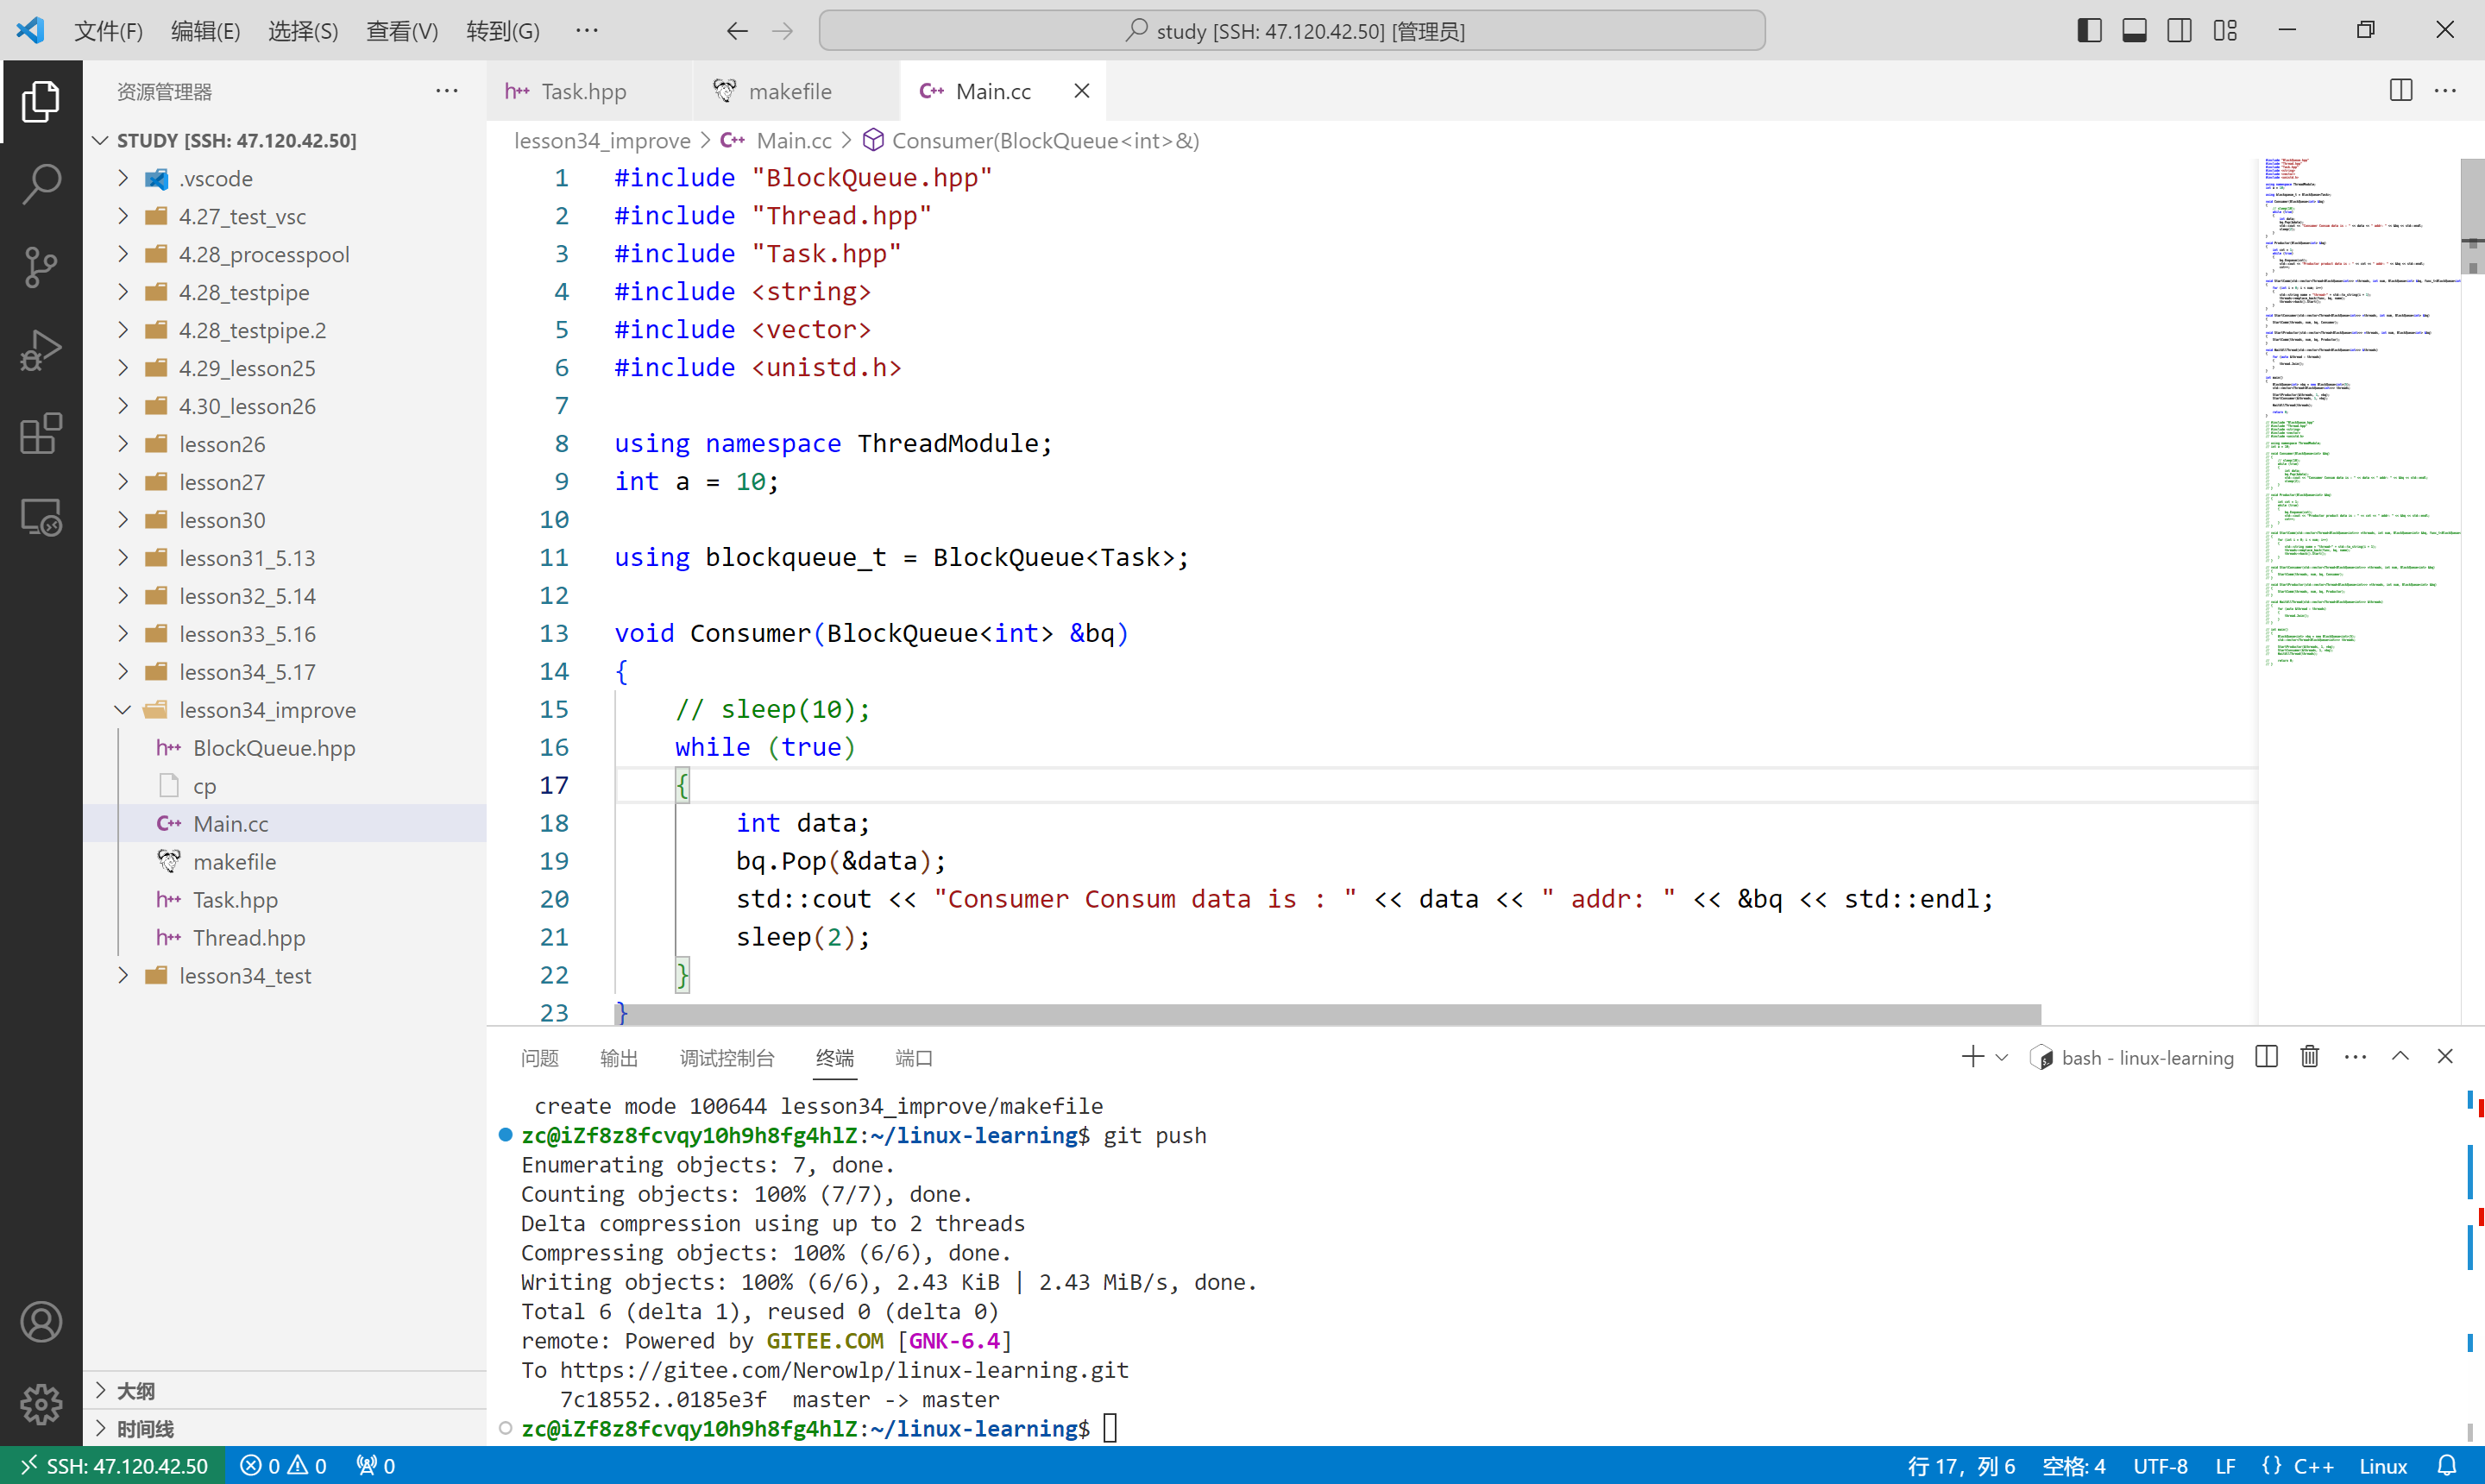 文件(F) 编辑(E) 选择(S) 查看(V) 转到(G) ··· study [SSH: 47.120.42.50] [管理员]
资源管理器 ···
STUDY [SSH: 47.120.42.50]
.vscode
4.27_test_vsc
4.28_processpool
4.28_testpipe
4.28_testpipe.2
4.29_lesson25
4.30_lesson26
lesson26
lesson27
lesson30
lesson31_5.13
lesson32_5.14
lesson33_5.16
lesson34_5.17
lesson34_improve
h++ BlockQueue.hpp
cp
C++ Main.cc
makefile
h++ Task.hpp
h++ Thread.hpp
lesson34_test
大纲
时间线
h++ Task.hpp makefile C++ Main.cc
lesson34_improve > C++ Main.cc > Consumer(BlockQueue<int>&)
1 #include "BlockQueue.hpp"
2 #include "Thread.hpp"
3 #include "Task.hpp"
4 #include <string>
5 #include <vector>
6 #include <unistd.h>
7
8 using namespace ThreadModule;
9 int a = 10;
10
11 using blockqueue_t = BlockQueue<Task>;
12
13 void Consumer(BlockQueue<int> &bq)
14 {
15 // sleep(10);
16 while (true)
17 {
18 int data;
19 bq.Pop(&data);
20 std::cout << "Consumer Consum data is : " << data << " addr: " << &bq << std::endl;
21 sleep(2);
22 }
23 }
问题 输出 调试控制台 终端 端口 bash - linux-learning
create mode 100644 lesson34_improve/makefile
zc@iZf8z8fcvqy10h9h8fg4hlZ:~/linux-learning$ git push
Enumerating objects: 7, done.
Counting objects: 100% (7/7), done.
Delta compression using up to 2 threads
Compressing objects: 100% (6/6), done.
Writing objects: 100% (6/6), 2.43 KiB | 2.43 MiB/s, done.
Total 6 (delta 1), reused 0 (delta 0)
remote: Powered by GITEE.COM [GNK-6.4]
To https://gitee.com/Nerowlp/linux-learning.git
7c18552..0185e3f master -> master
zc@iZf8z8fcvqy10h9h8fg4hlZ:~/linux-learning$
SSH: 47.120.42.50 0 0 0 行 17，列 6 空格: 4 UTF-8 LF {} C++ Linux